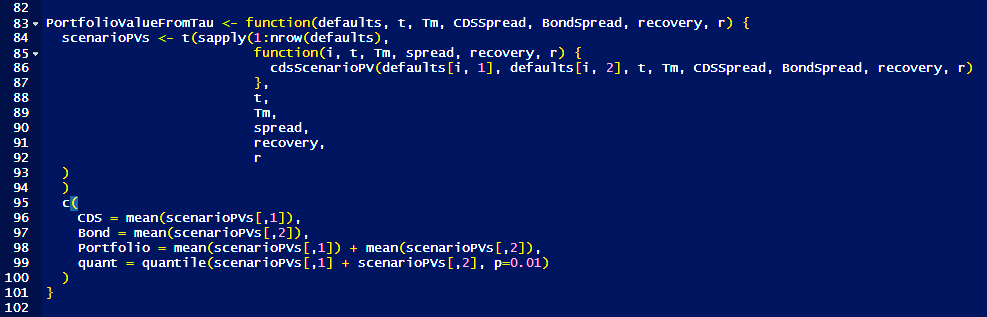 82
83 PortfolioValueFromTau <- function(defaults, t, Tm, CDSSpread, BondSpread, recovery, r) {
84   scenarioPVs <- t(sapply(1:nrow(defaults),
85                           function(i, t, Tm, spread, recovery, r) {
86                             cdsScenarioPV(defaults[i, 1], defaults[i, 2], t, Tm, CDSSpread, BondSpread, recovery, r)
87                           },
88                           t,
89                           Tm,
90                           spread,
91                           recovery,
92                           r
93   )
94   )
95   c(
96     CDS = mean(scenarioPVs[,1]),
97     Bond = mean(scenarioPVs[,2]),
98     Portfolio = mean(scenarioPVs[,1]) + mean(scenarioPVs[,2]),
99     quant = quantile(scenarioPVs[,1] + scenarioPVs[,2], p=0.01)
100   )
101 }
102